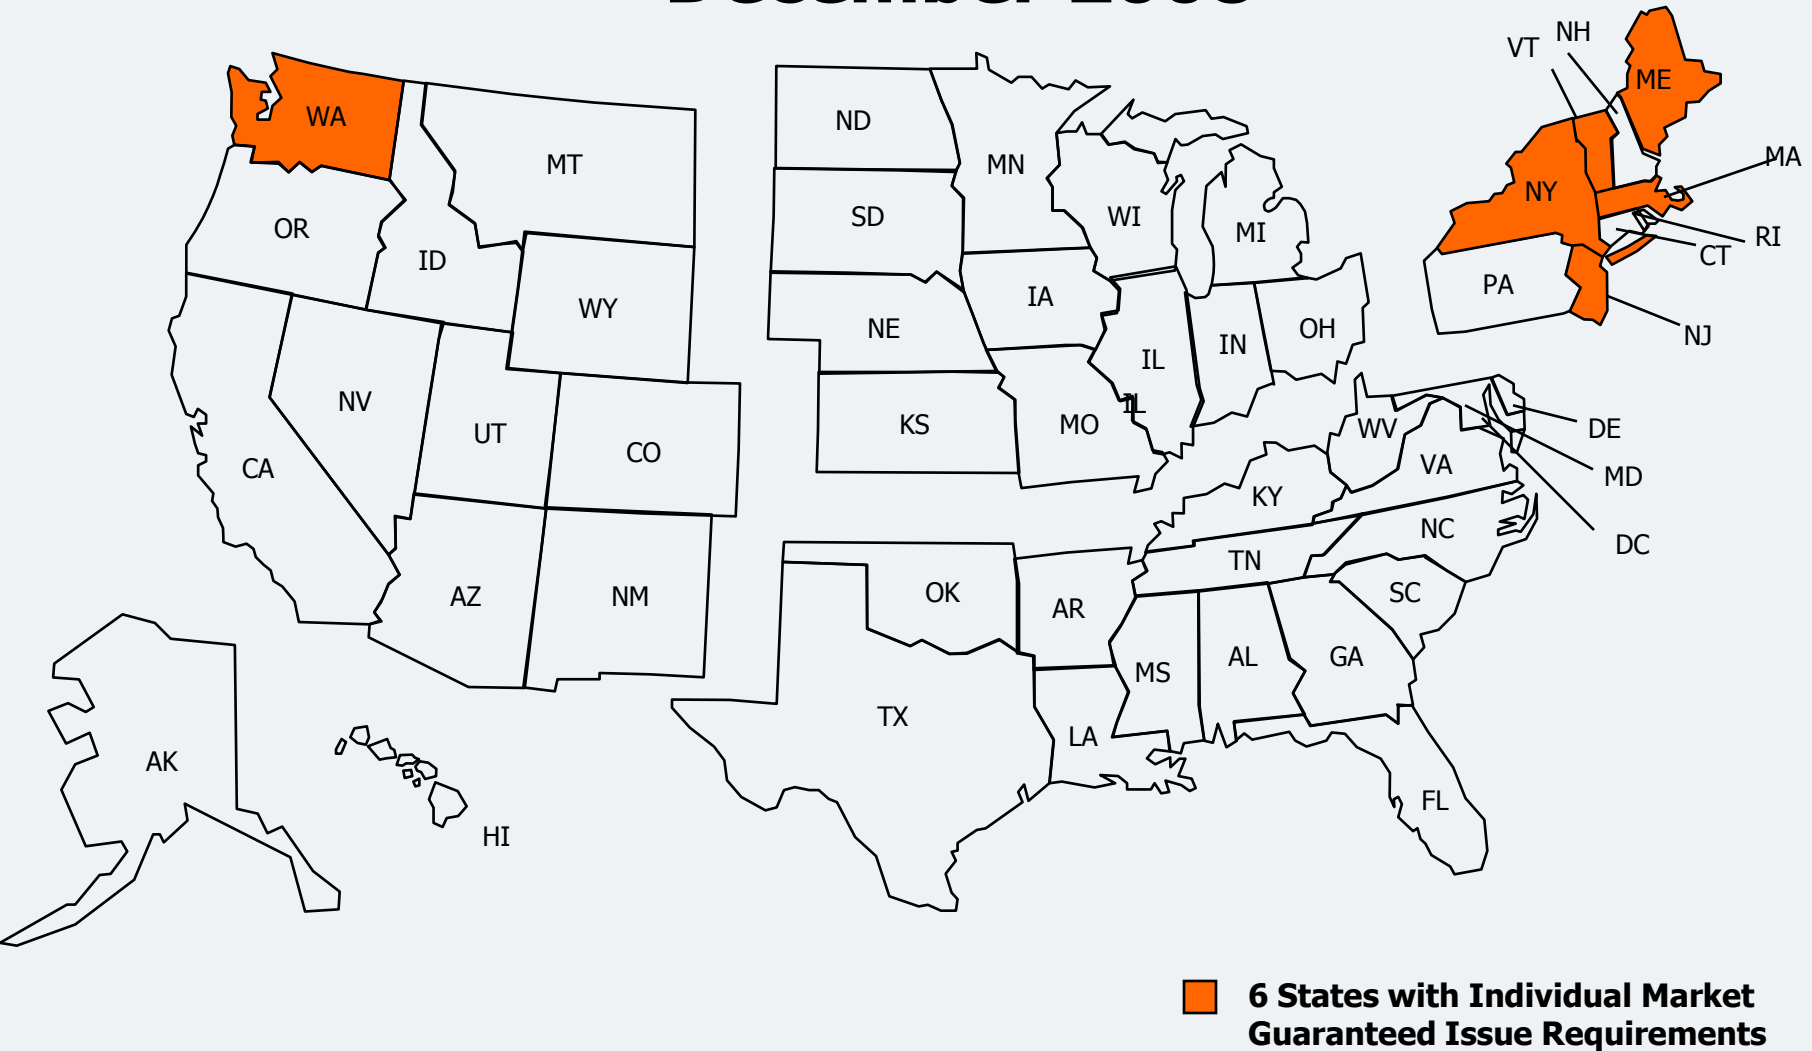 NH
VT
ME
WA
ND
MT
MN
MA
NY
SD
WI
OR
MI
RI
ID
CT
PA
IA
WY
NE
OH
NJ
IN
IL
NV
IL
KS
MO
WV
DE
UT
CO
VA
CA
MD
KY
NC
DC
TN
OK
SC
AZ
NM
AR
GA
AL
MS
TX
LA
AK
FL
HI
6 States with Individual Market
Guaranteed Issue Requirements